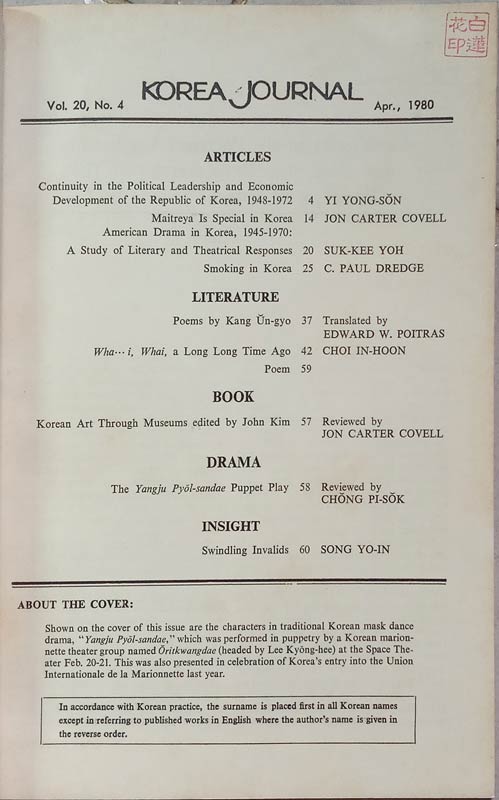 白蓮
花印
KOREA JOURNAL
Vol. 20, No. 4
Apr., 1980
ARTICLES
Continuity in the Political Leadership and Economic
Development of the Republic of Korea, 1948-1972 4 YI YONG-SŎN
Maitreya Is Special in Korea 14 JON CARTER COVELL
American Drama in Korea, 1945-1970:
A Study of Literary and Theatrical Responses 20 SUK-KEE YOH
Smoking in Korea 25 C. PAUL DREDGE
LITERATURE
Poems by Kang Ŭn-gyo 37 Translated by
EDWARD W. POITRAS
Wha··· i, Whai, a Long Long Time Ago 42 CHOI IN-HOON
Poem 59
BOOK
Korean Art Through Museums edited by John Kim 57 Reviewed by
JON CARTER COVELL
DRAMA
The Yangju Pyŏl-sandae Puppet Play 58 Reviewed by
CHŎNG PI-SŎK
INSIGHT
Swindling Invalids 60 SONG YO-IN
ABOUT THE COVER:
Shown on the cover of this issue are the characters in traditional Korean mask dance
drama, "Yangju Pyŏl-sandae," which was performed in puppetry by a Korean marion-
nette theater group named Ŏritkwangdae (headed by Lee Kyŏng-hee) at the Space The-
ater Feb. 20-21. This was also presented in celebration of Korea's entry into the Union
Internationale de la Marionnette last year.
In accordance with Korean practice, the surname is placed first in all Korean names
except in referring to published works in English where the author's name is given in
the reverse order.